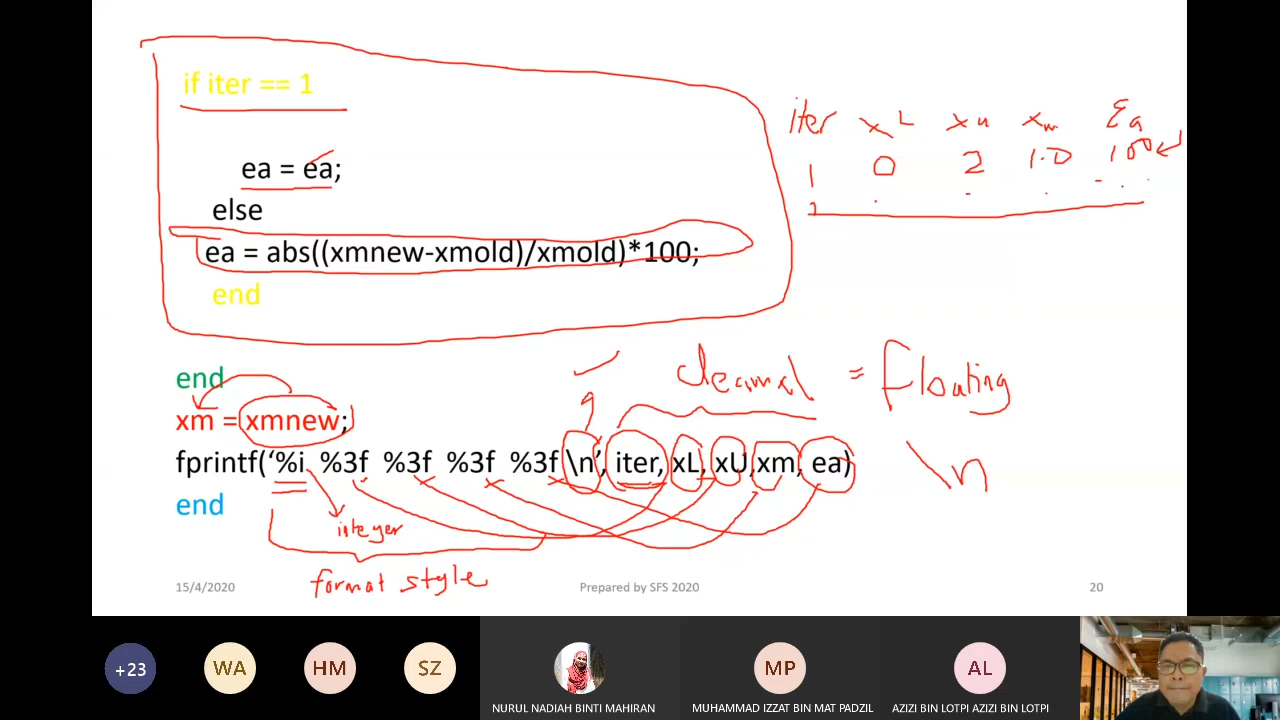 if iter == 1
ea = ea;
else
ea = abs((xmnew-xmold)/xmold)*100;
end
iter xL xu xm Ea
1 0 2 1.0 100
2
end
xm = xmnew;
decimal = floating
fprintf(‘%i %3f %3f %3f %3f \n’, iter, xL, xU,xm, ea)
\n
end
integer
format style
15/4/2020 Prepared by SFS 2020 20
+23 WA HM SZ MP AL
NURUL NADIAH BINTI MAHIRAN MUHAMMAD IZZAT BIN MAT PADZIL AZIZI BIN LOTPI AZIZI BIN LOTPI